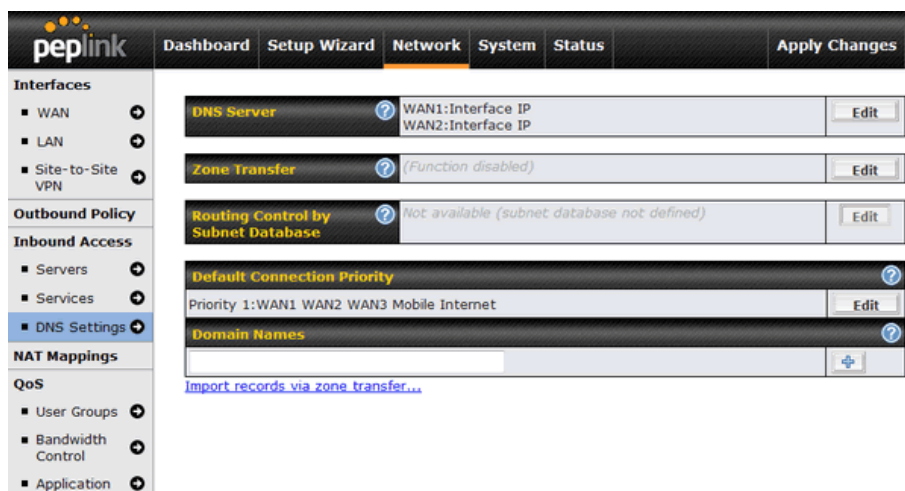 peplink
Dashboard Setup Wizard Network System Status Apply Changes
Interfaces
WAN
LAN
Site-to-Site
VPN
Outbound Policy
Inbound Access
Servers
Services
DNS Settings
NAT Mappings
QoS
User Groups
Bandwidth
Control
Application
DNS Server ? WAN1:Interface IP
WAN2:Interface IP
Edit
Zone Transfer ? (Function disabled) Edit
Routing Control by
Subnet Database
? Not available (subnet database not defined) Edit
Default Connection Priority ?
Priority 1:WAN1 WAN2 WAN3 Mobile Internet Edit
Domain Names ?
Import records via zone transfer...